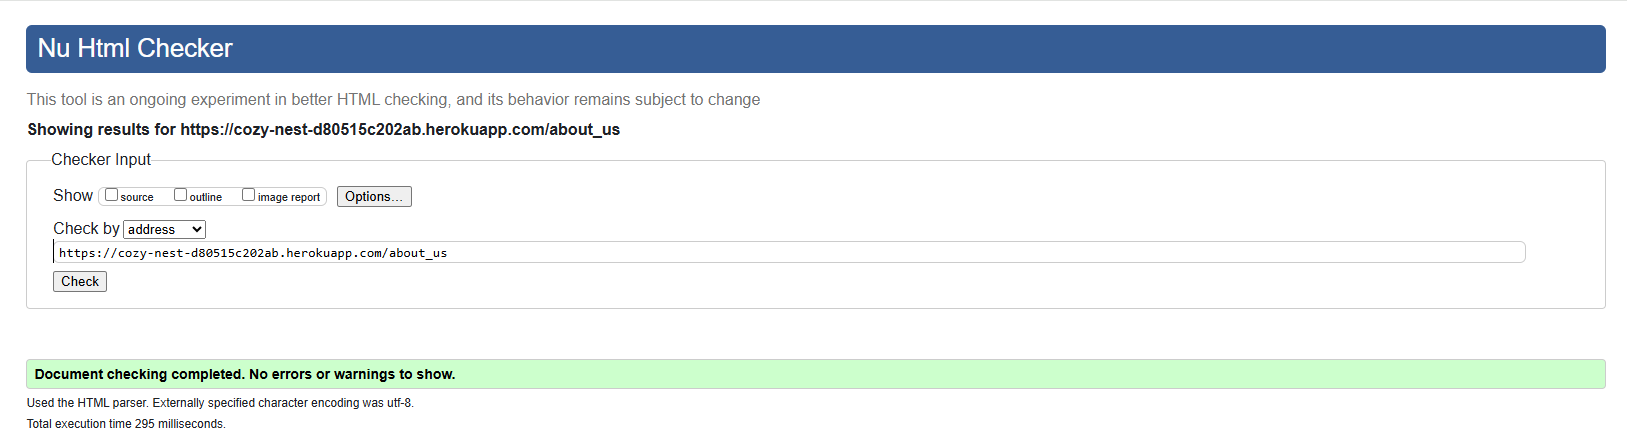 Nu Html Checker
This tool is an ongoing experiment in better HTML checking, and its behavior remains subject to change
Showing results for https://cozy-nest-d80515c202ab.herokuapp.com/about_us
Checker Input
Show source outline image report Options...
Check by address
https://cozy-nest-d80515c202ab.herokuapp.com/about_us
Check
Document checking completed. No errors or warnings to show.
Used the HTML parser. Externally specified character encoding was utf-8.
Total execution time 295 milliseconds.